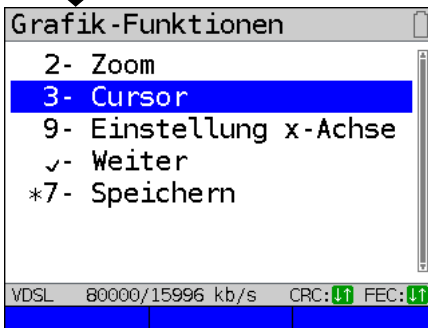 Grafik-Funktionen
2- Zoom
3- Cursor
9- Einstellung x-Achse
✓- Weiter
*7- Speichern
VDSL 80000/15996 kb/s CRC:↓↑ FEC:↓↑